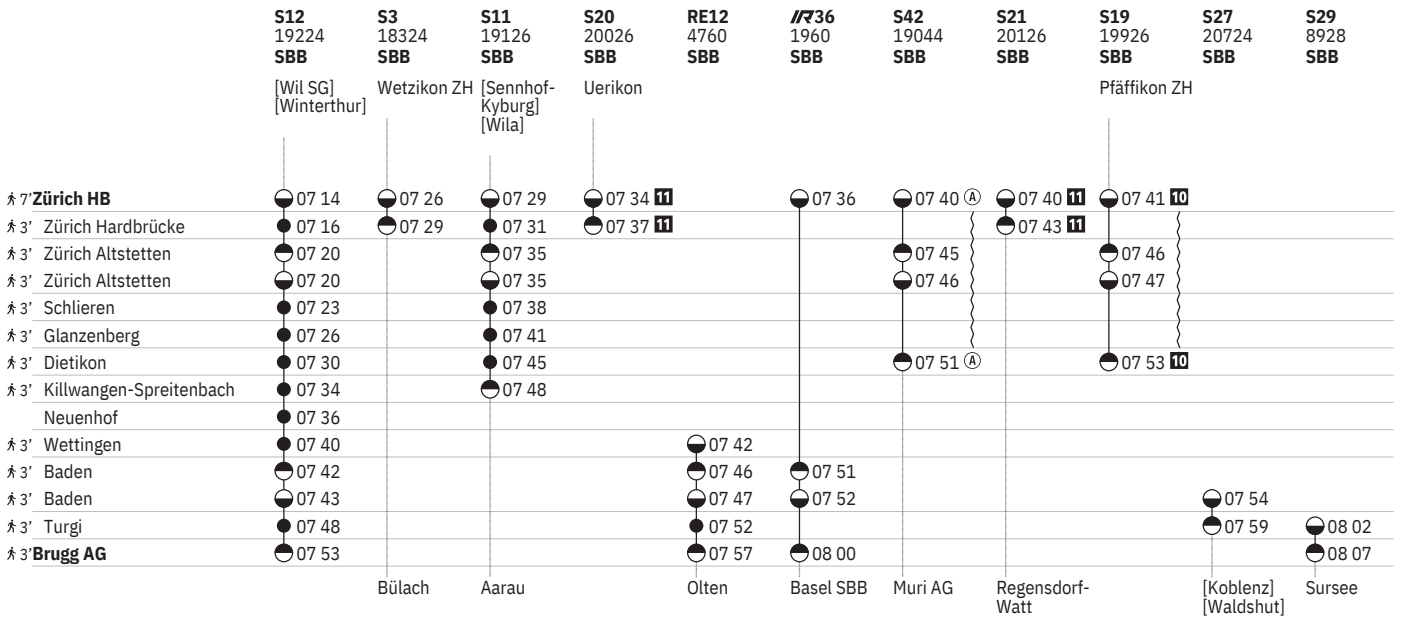 S12 S3 S11 S20 RE12 IR36 S42 S21 S19 S27 S29
19224 18324 19126 20026 4760 1960 19044 20126 19926 20724 8928
SBB SBB SBB SBB SBB SBB SBB SBB SBB SBB SBB
[Wil SG] Wetzikon ZH [Sennhof- Uerikon Pfäffikon ZH
[Winterthur] Kyburg]
[Wila]
7’ Zürich HB 07 14 07 26 07 29 07 34 11 07 36 07 40 A 07 40 11 07 41 10
3’ Zürich Hardbrücke 07 16 07 29 07 31 07 37 11 07 43 11
3’ Zürich Altstetten 07 20 07 35 07 45 07 46
3’ Zürich Altstetten 07 20 07 35 07 46 07 47
3’ Schlieren 07 23 07 38
3’ Glanzenberg 07 26 07 41
3’ Dietikon 07 30 07 45 07 51 A 07 53 10
3’ Killwangen-Spreitenbach 07 34 07 48
Neuenhof 07 36
3’ Wettingen 07 40 07 42
3’ Baden 07 42 07 46 07 51
3’ Baden 07 43 07 47 07 52 07 54
3’ Turgi 07 48 07 52 07 59 08 02
3’ Brugg AG 07 53 07 57 08 00 08 07
Bülach Aarau Olten Basel SBB Muri AG Regensdorf- [Koblenz] Sursee
Watt [Waldshut]